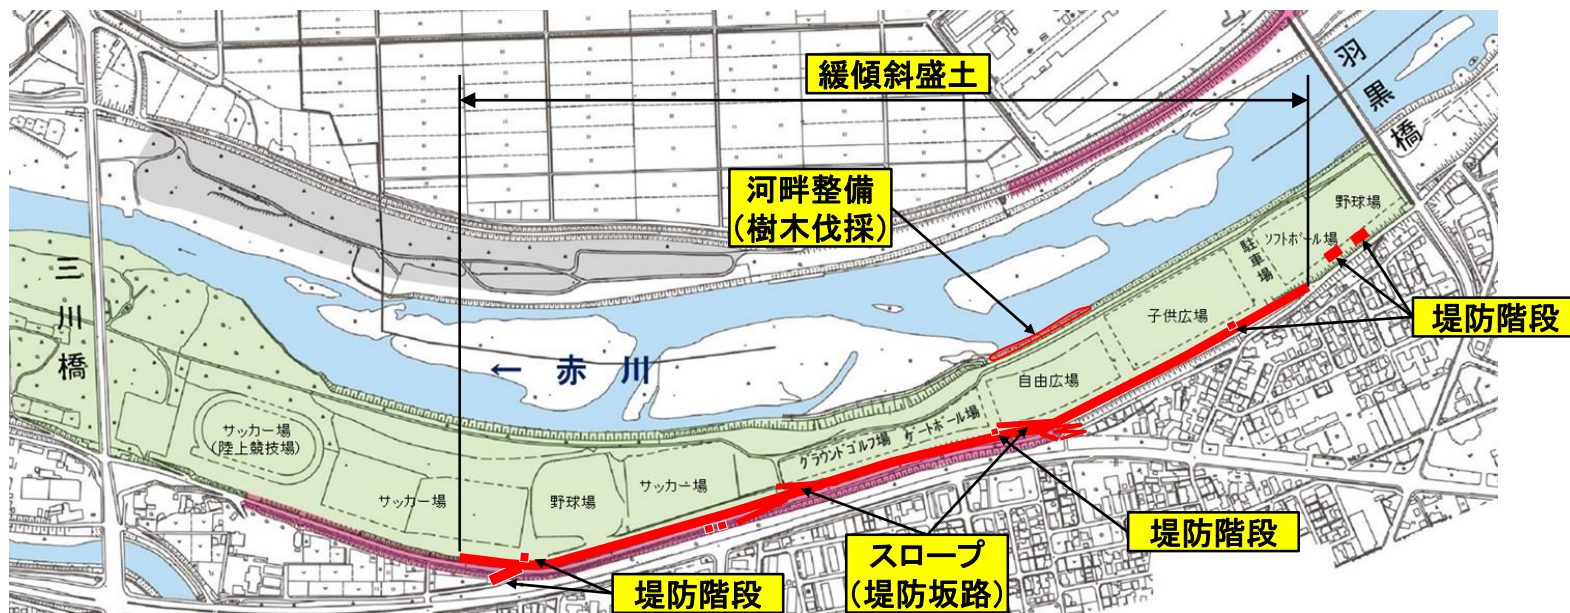 緩傾斜盛土
羽黒橋
河畔整備
(樹木伐採)
野球場
ソフトボール場
駐車場
堤防階段
子供広場
三川橋
← 赤川
自由広場
サッカー場
(陸上競技場)
グラウンドゴルフ場
ゲートボール場
サッカー場
野球場
サッカー場
堤防階段
スロープ
(堤防坂路)
堤防階段